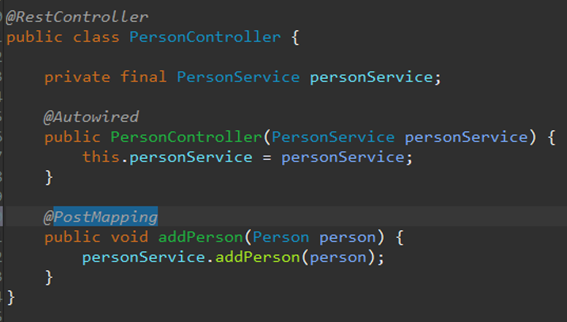 @RestController
public class PersonController {
private final PersonService personService;
@Autowired
public PersonController(PersonService personService) {
this.personService = personService;
}
@PostMapping
public void addPerson(Person person) {
personService.addPerson(person);
}
}